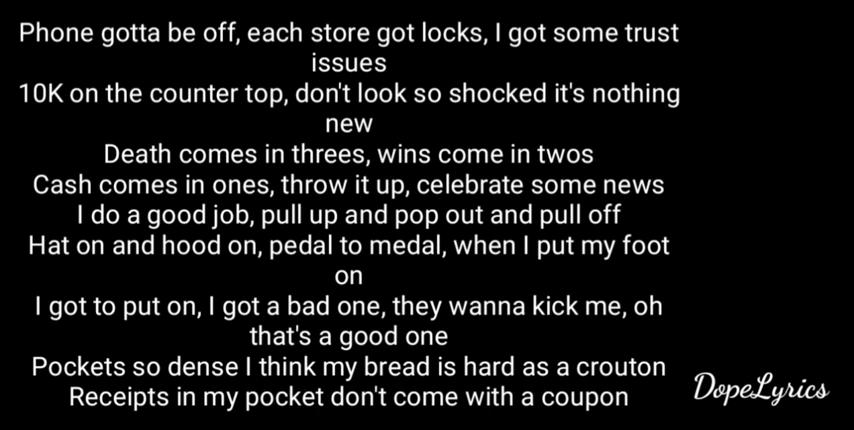 Phone gotta be off, each store got locks, I got some trust
issues
10K on the counter top, don't look so shocked it's nothing
new
Death comes in threes, wins come in twos
Cash comes in ones, throw it up, celebrate some news
I do a good job, pull up and pop out and pull off
Hat on and hood on, pedal to medal, when I put my foot
on
I got to put on, I got a bad one, they wanna kick me, oh
that's a good one
Pockets so dense I think my bread is hard as a crouton
Receipts in my pocket don't come with a coupon
DopeLyrics